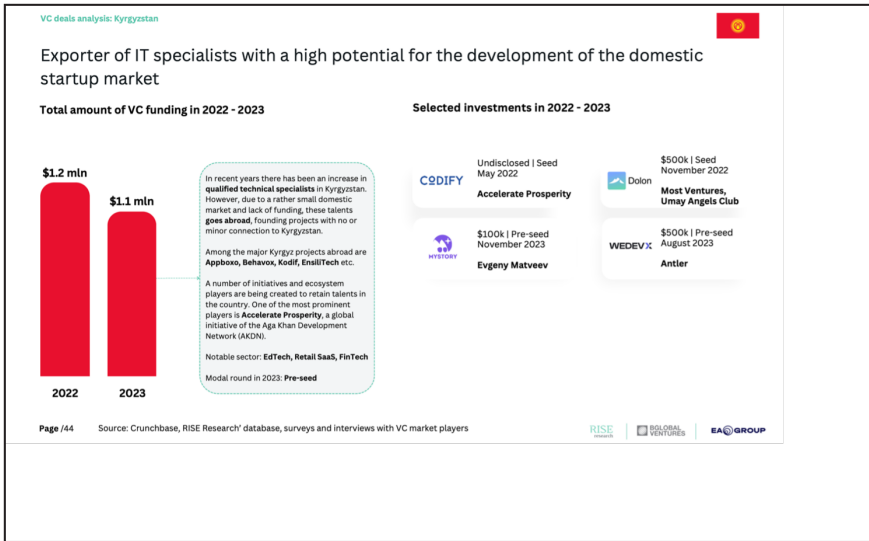 VC deals analysis: Kyrgyzstan
Exporter of IT specialists with a high potential for the development of the domestic
startup market
Total amount of VC funding in 2022 - 2023
$1.2 mln
$1.1 mln
2022
2023
In recent years there has been an increase in
qualified technical specialists in Kyrgyzstan.
However, due to a rather small domestic
market and lack of funding, these talents
goes abroad, founding projects with no or
minor connection to Kyrgyzstan.
Among the major Kyrgyz projects abroad are
Appboxo, Behavox, Kodif, EnsiliTech etc.
A number of initiatives and ecosystem
players are being created to retain talents in
the country. One of the most prominent
players is Accelerate Prosperity, a global
initiative of the Aga Khan Development
Network (AKDN).
Notable sector: EdTech, Retail SaaS, FinTech
Modal round in 2023: Pre-seed
Selected investments in 2022 - 2023
CODIFY
Undisclosed | Seed
May 2022
Accelerate Prosperity
Dolon
$500k | Seed
November 2022
Most Ventures,
Umay Angels Club
MYSTORY
$100k | Pre-seed
November 2023
Evgeny Matveev
WEDEVX
$500k | Pre-seed
August 2023
Antler
Page /44
Source: Crunchbase, RISE Research' database, surveys and interviews with VC market players
RISE
research
BGLOBAL
VENTURES
EA GROUP